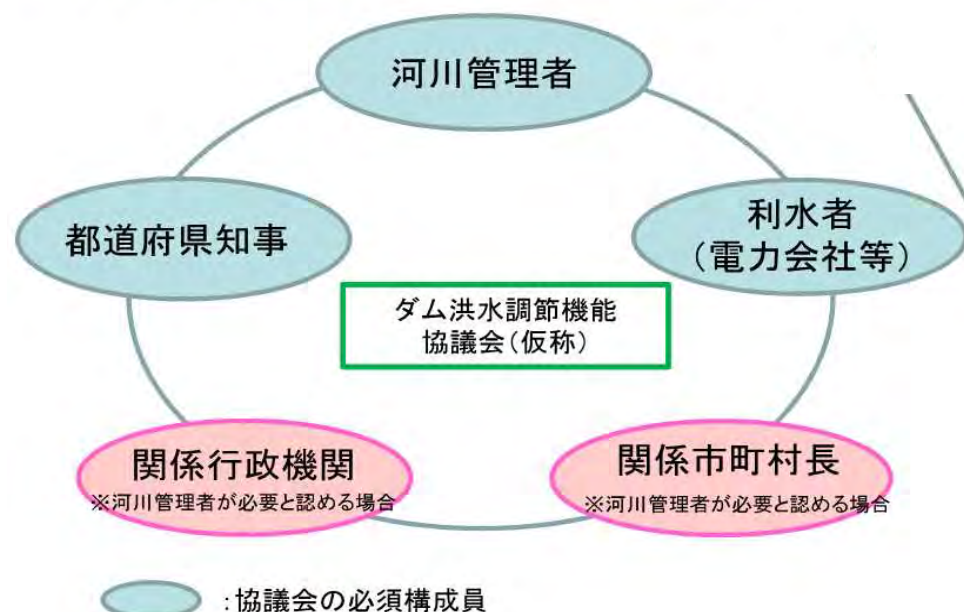 河川管理者
都道府県知事
利水者
（電力会社等）
ダム洪水調節機能
協議会（仮称）
関係行政機関
※河川管理者が必要と認める場合
関係市町村長
※河川管理者が必要と認める場合
：協議会の必須構成員